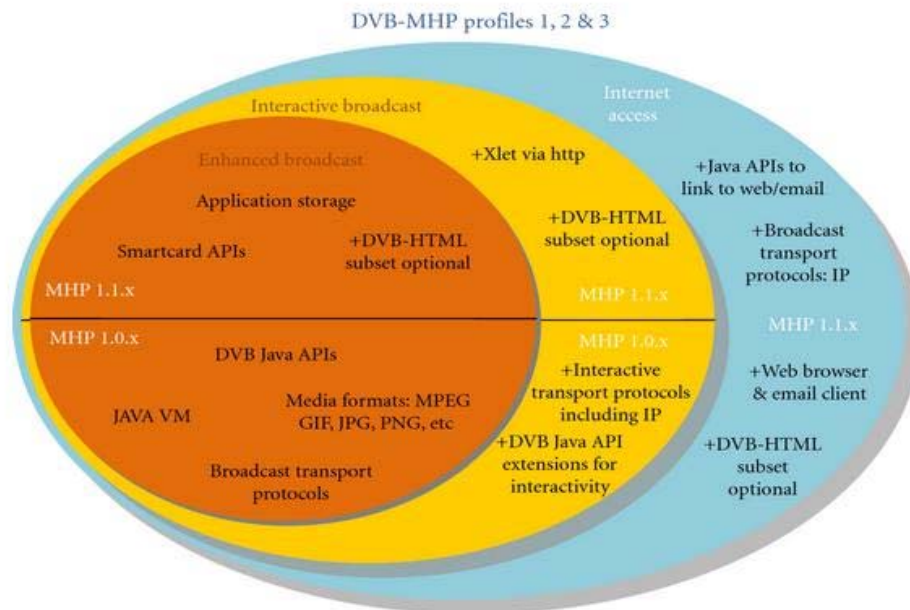 DVB-MHP profiles 1, 2 & 3
Internet
access
Interactive broadcast
Enhanced broadcast
+Xlet via http
+Java APIs to
link to web/email
Application storage
Smartcard APIs
+DVB-HTML
subset optional
+DVB-HTML
subset optional
+Broadcast
transport
protocols: IP
MHP 1.1.x
MHP 1.1.x
MHP 1.1.x
MHP 1.0.x
MHP 1.0.x
DVB Java APIs
JAVA VM
Media formats: MPEG
GIF, JPG, PNG, etc
Broadcast transport
protocols
+Interactive
transport protocols
including IP
+DVB Java API
extensions for
interactivity
+Web browser
& email client
+DVB-HTML
subset
optional